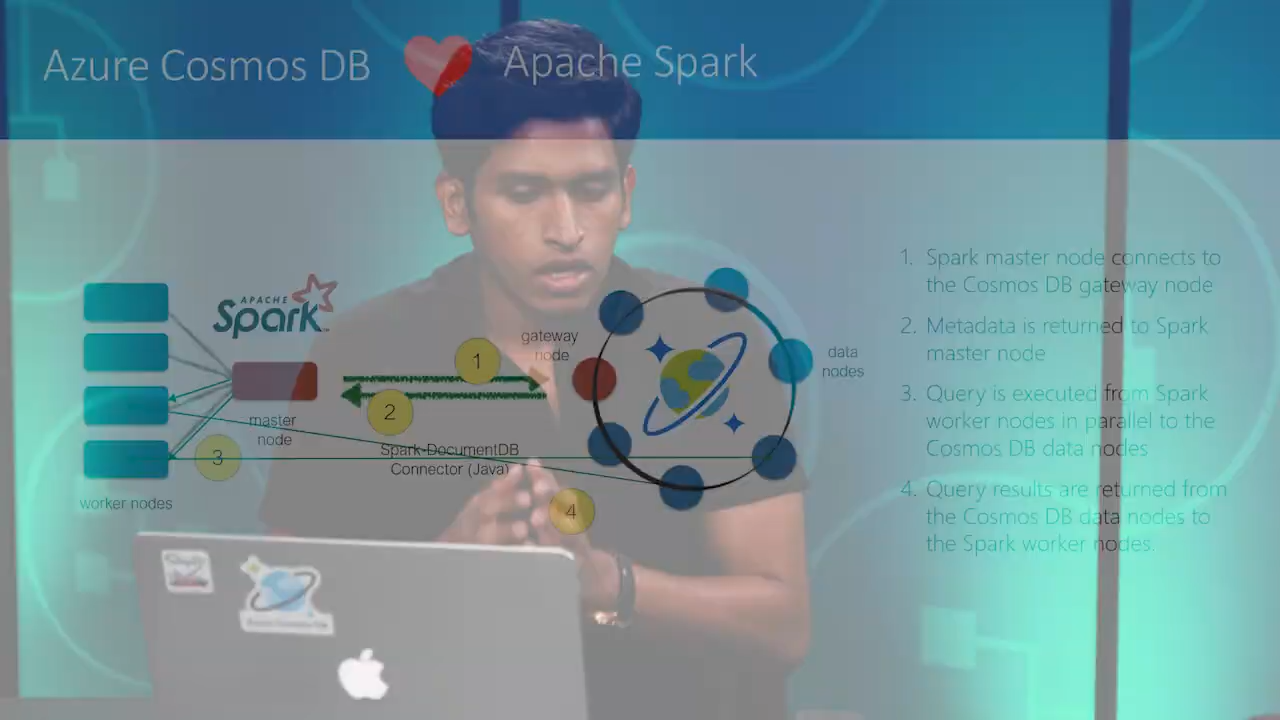 Azure Cosmos DB Apache Spark
APACHE
Spark
gateway
node
1
2
data
nodes
master
node
3
Spark-DocumentDB
Connector (Java)
worker nodes
4
1. Spark master node connects to
the Cosmos DB gateway node
2. Metadata is returned to Spark
master node
3. Query is executed from Spark
worker nodes in parallel to the
Cosmos DB data nodes
4. Query results are returned from
the Cosmos DB data nodes to
the Spark worker nodes.